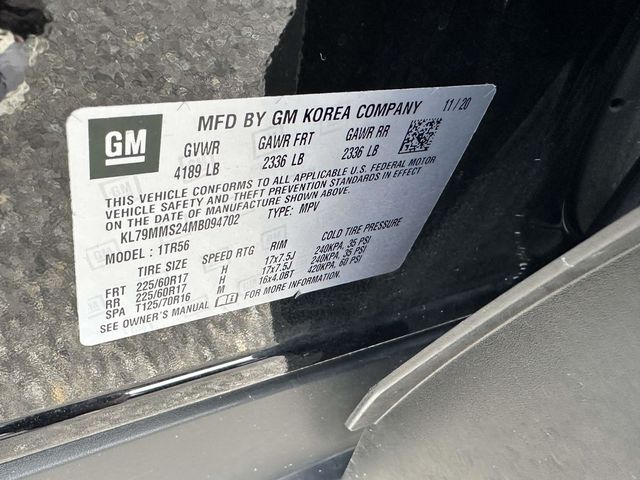 GM
MFD BY GM KOREA COMPANY 11/20
GVWR GAWR FRT GAWR RR
4189 LB 2336 LB 2336 LB
THIS VEHICLE CONFORMS TO ALL APPLICABLE U.S. FEDERAL MOTOR
VEHICLE SAFETY AND THEFT PREVENTION STANDARDS IN EFFECT
ON THE DATE OF MANUFACTURE SHOWN ABOVE.
KL79MMS24MB094702 TYPE: MPV
MODEL : 1TR56
TIRE SIZE SPEED RTG RIM COLD TIRE PRESSURE
FRT 225/60R17 H 17x7.5J 240KPA, 35 PSI
RR 225/60R17 H 17x7.5J 240KPA, 35 PSI
SPA T125/70R16 M 16x4.0BT 420KPA, 60 PSI
SEE OWNER'S MANUAL FOR MORE INFORMATION.